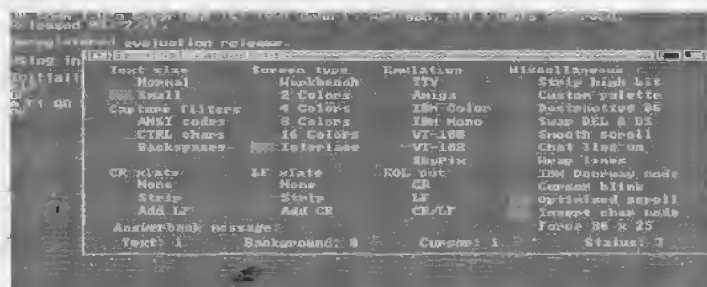 evaluation release.
Text size Screen type Emulation Miscellaneous
Normal Workbench TTY Strip high bit
Small 2 Colors Amiga Custom palette
Capture filters 4 Colors IBM Color Destructive BS
ANSI codes 8 Colors IBM Mono Swap DEL & BS
CTRL chars 16 Colors VT-100 Smooth scroll
Backspaces Interlace VT-102 Chat line on
SkyPix Wrap lines
CR xlate LF xlate EOL out IBM Doorway mode
None None CR Cursor blink
Strip Strip LF Optimized scroll
Add LF Add CR CR/LF Insert char mode
Answerback message: Force 80 x 25
Text: 1 Background: 0 Cursor: 1 Status: 3